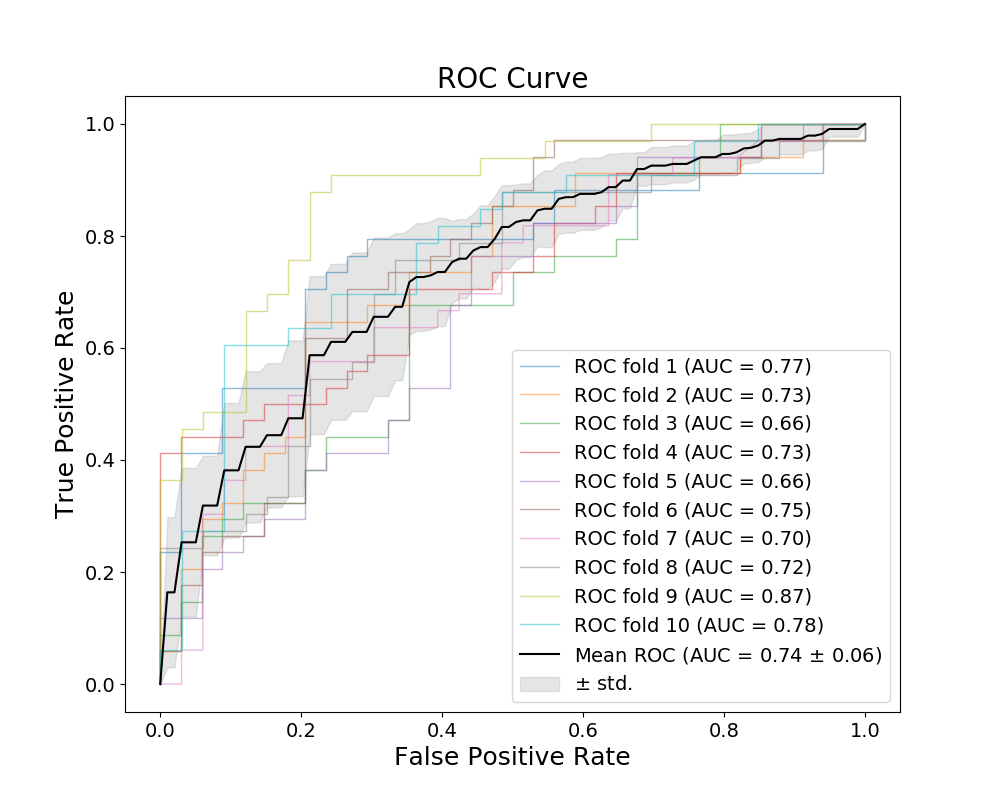 ROC Curve
True Positive Rate
1.0
0.8
0.6
0.4
0.2
0.0
ROC fold 1 (AUC = 0.77)
ROC fold 2 (AUC = 0.73)
ROC fold 3 (AUC = 0.66)
ROC fold 4 (AUC = 0.73)
ROC fold 5 (AUC = 0.66)
ROC fold 6 (AUC = 0.75)
ROC fold 7 (AUC = 0.70)
ROC fold 8 (AUC = 0.72)
ROC fold 9 (AUC = 0.87)
ROC fold 10 (AUC = 0.78)
Mean ROC (AUC = 0.74 ± 0.06)
± std.
0.0 0.2 0.4 0.6 0.8 1.0
False Positive Rate